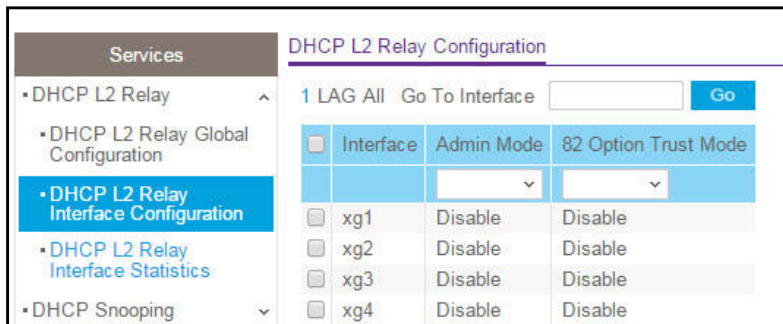 Services
▪ DHCP L2 Relay
▪ DHCP L2 Relay Global
Configuration
▪ DHCP L2 Relay
Interface Configuration
▪ DHCP L2 Relay
Interface Statistics
▪ DHCP Snooping
DHCP L2 Relay Configuration
1 LAG All Go To Interface Go
Interface Admin Mode 82 Option Trust Mode
xg1 Disable Disable
xg2 Disable Disable
xg3 Disable Disable
xg4 Disable Disable